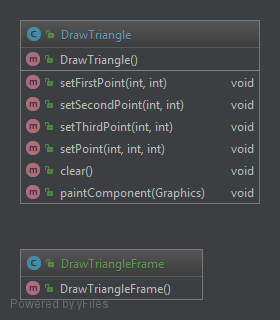 C DrawTriangle
m DrawTriangle()
m setFirstPoint(int, int) void
m setSecondPoint(int, int) void
m setThirdPoint(int, int) void
m setPoint(int, int) void
m clear() void
m paintComponent(Graphics) void
C DrawTriangleFrame
m DrawTriangleFrame()
Powered by yFiles